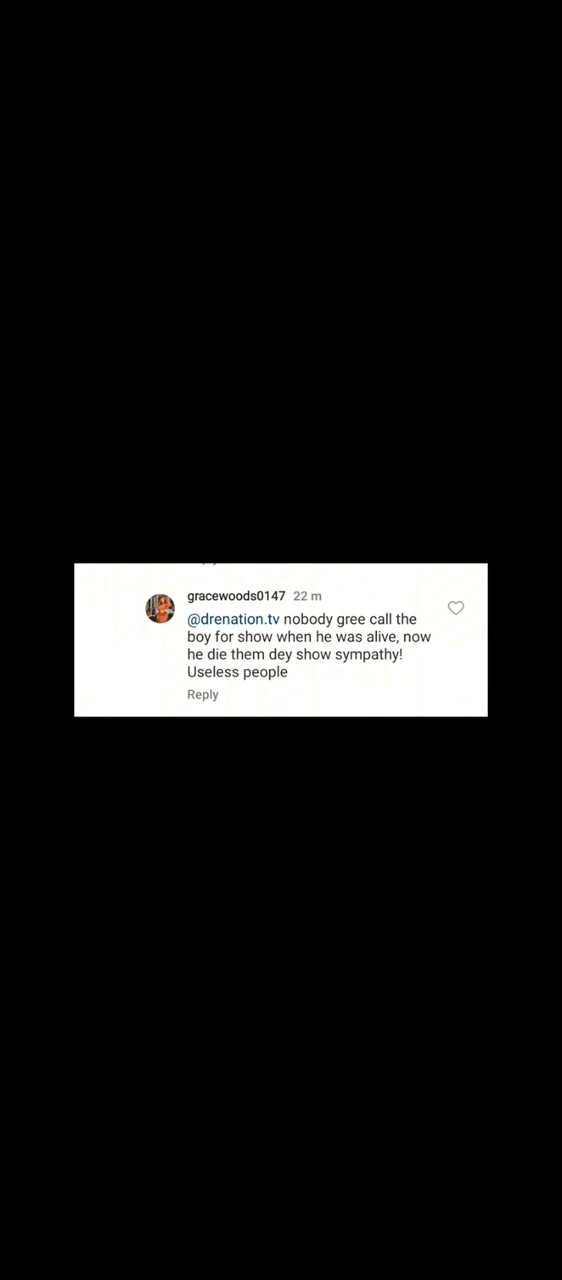 gracewoods0147 22 m
@drenation.tv nobody gree call the
boy for show when he was alive, now
he die them dey show sympathy!
Useless people
Reply